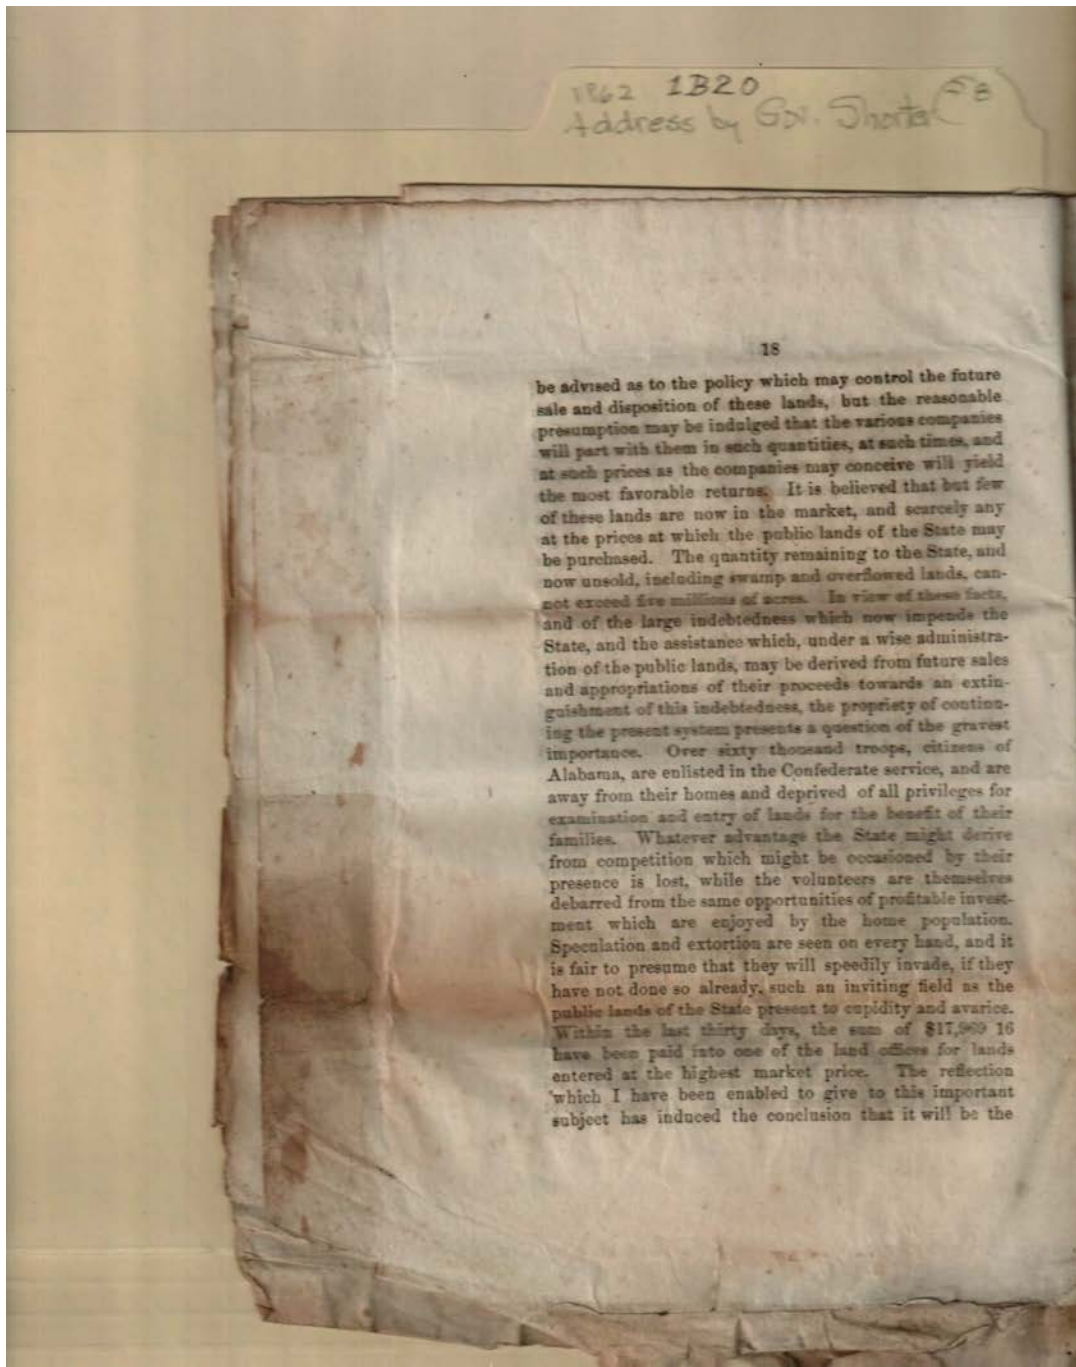 1862 1B20
Address by Gov. Shorter
18
be advised as to the policy which may control the future
sale and disposition of these lands, but the reasonable
presumption may be indulged that the various companies
will part with them in such quantities, at such times, and
at such prices as the companies may conceive will yield
the most favorable returns. It is believed that but few
of these lands are now in the market, and scarcely any
at the prices at which the public lands of the State may
be purchased. The quantity remaining to the State, and
now unsold, including swamp and overflowed lands, can-
not exceed five millions of acres. In view of these facts,
and of the large indebtedness which now impends the
State, and the assistance which, under a wise administra-
tion of the public lands, may be derived from future sales
and appropriations of their proceeds towards an extin-
guishment of this indebtedness, the propriety of continu-
ing the present system presents a question of the gravest
importance. Over sixty thousand troops, citizens of
Alabama, are enlisted in the Confederate service, and are
away from their homes and deprived of all privileges for
examination and entry of lands for the benefit of their
families. Whatever advantage the State might derive
from competition which might be occasioned by their
presence is lost, while the volunteers are themselves
debarred from the same opportunities of profitable invest-
ment which are enjoyed by the home population.
Speculation and extortion are seen on every hand, and it
is fair to presume that they will speedily invade, if they
have not done so already, such an inviting field as the
public lands of the State present to cupidity and avarice.
Within the last thirty days, the sum of 16
have been paid into one of the land offices for lands
entered at the highest market price. The reflection
which I have been enabled to give to this important
subject has induced the conclusion that it will be the